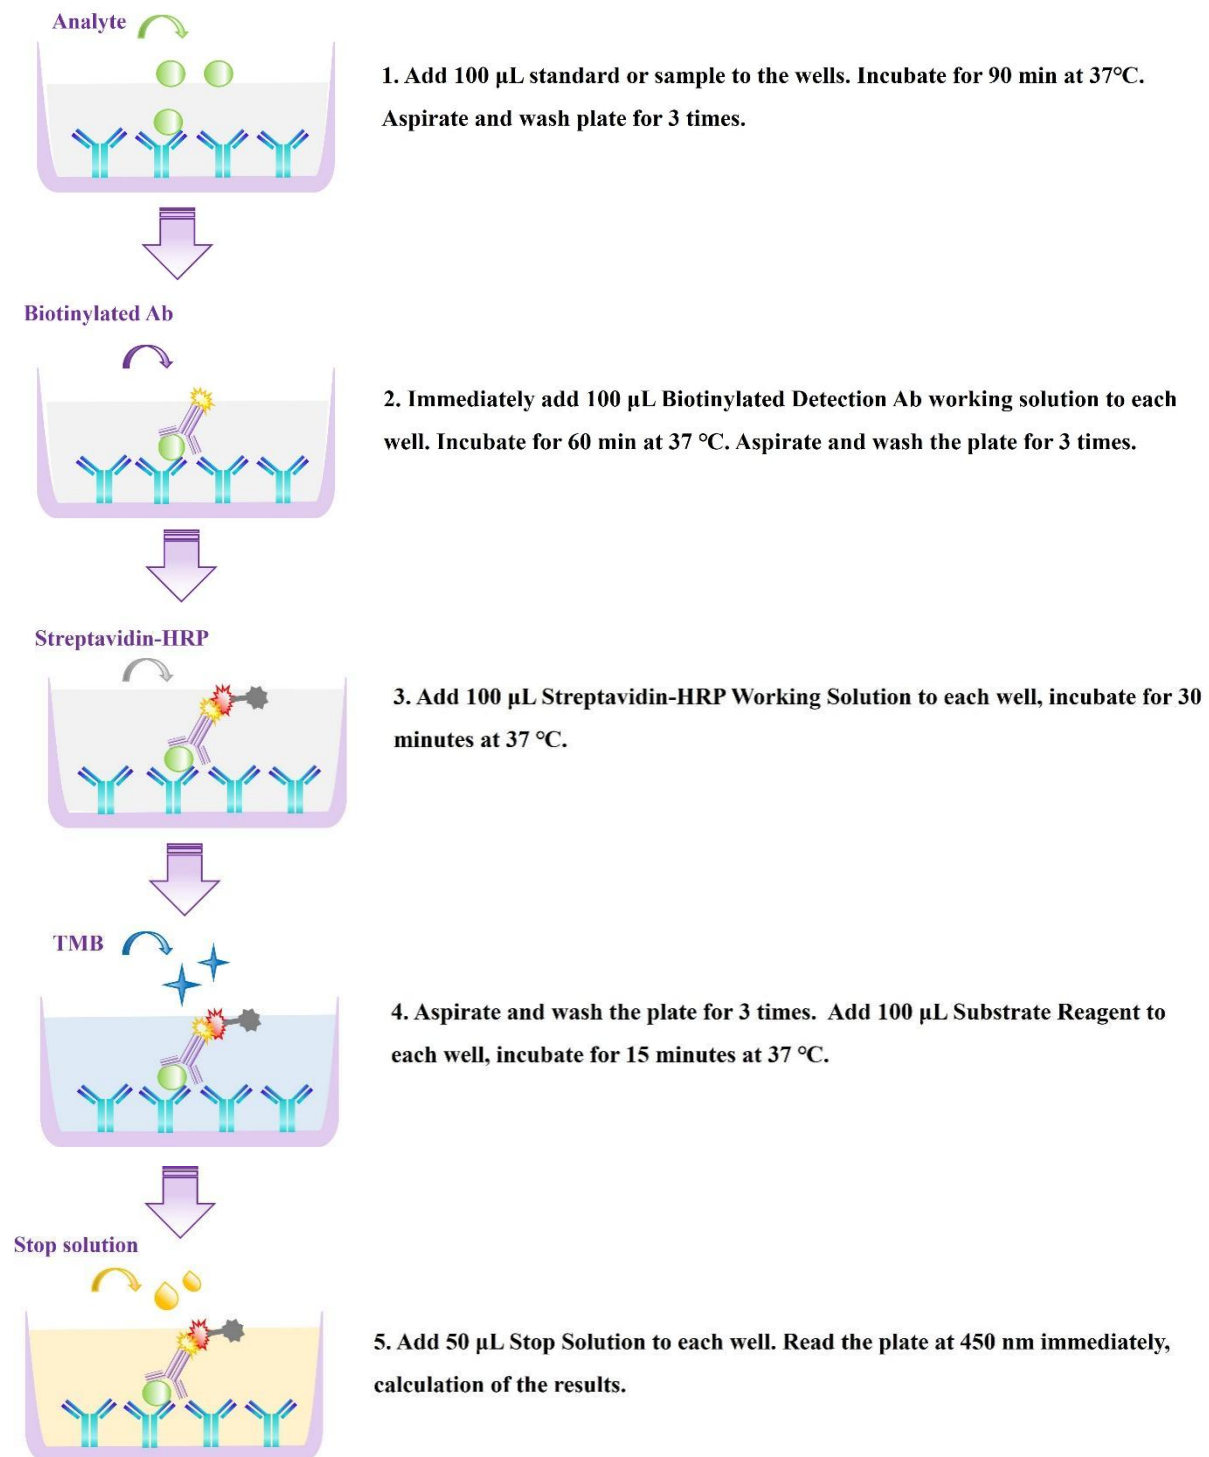 Analyte
1. Add 100 μL standard or sample to the wells. Incubate for 90 min at 37℃.
Aspirate and wash plate for 3 times.
Biotinylated Ab
2. Immediately add 100 μL Biotinylated Detection Ab working solution to each
well. Incubate for 60 min at 37 ℃. Aspirate and wash the plate for 3 times.
Streptavidin-HRP
3. Add 100 μL Streptavidin-HRP Working Solution to each well, incubate for 30
minutes at 37 ℃.
TMB
4. Aspirate and wash the plate for 3 times.  Add 100 μL Substrate Reagent to
each well, incubate for 15 minutes at 37 ℃.
Stop solution
5. Add 50 μL Stop Solution to each well. Read the plate at 450 nm immediately,
calculation of the results.